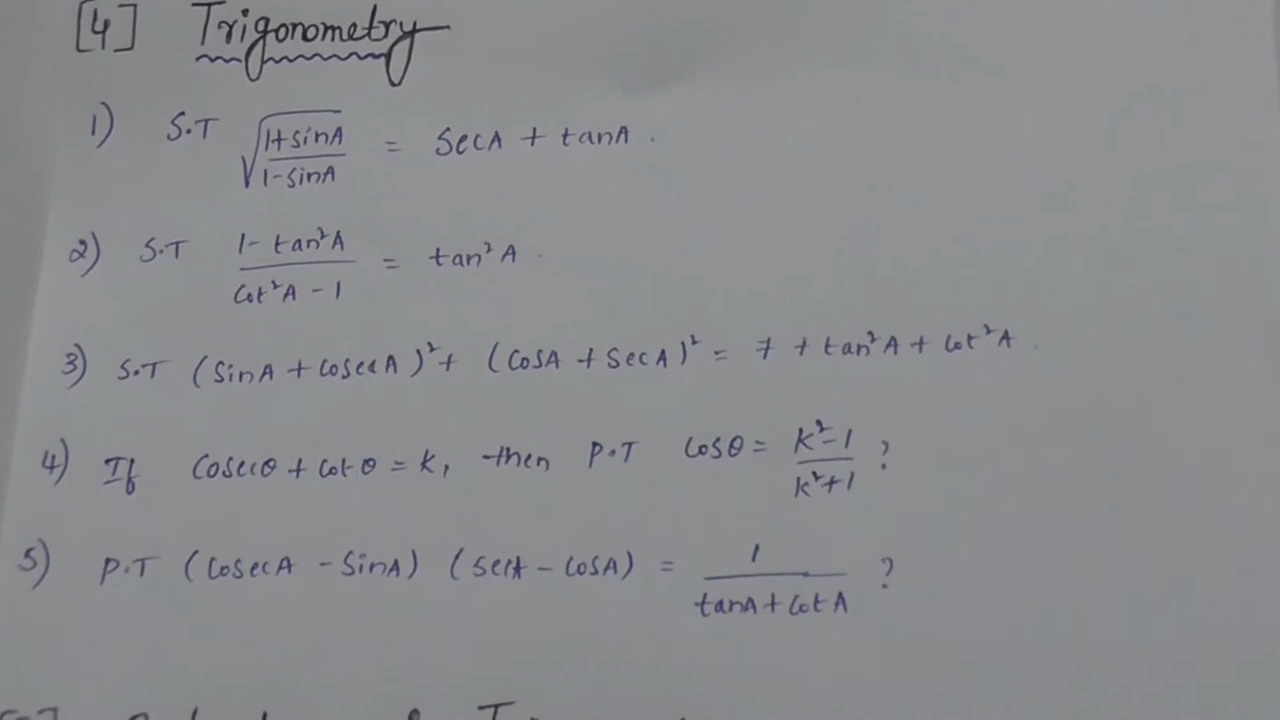 [4] Trigonometry
1) S.T √(1+sinA / 1-sinA) = SecA + tanA.
2) S.T (1- tan²A) / (Cot²A - 1) = tan²A.
3) S.T (SinA + CosecA)² + (CosA + SecA)² = 7 + tan²A + Cot²A.
4) If Cosecθ + Cotθ = K, then P.T Cosθ = (K²-1) / (K²+1) ?
5) P.T (CosecA - SinA) (SecA - CosA) = 1 / (tanA + CotA) ?